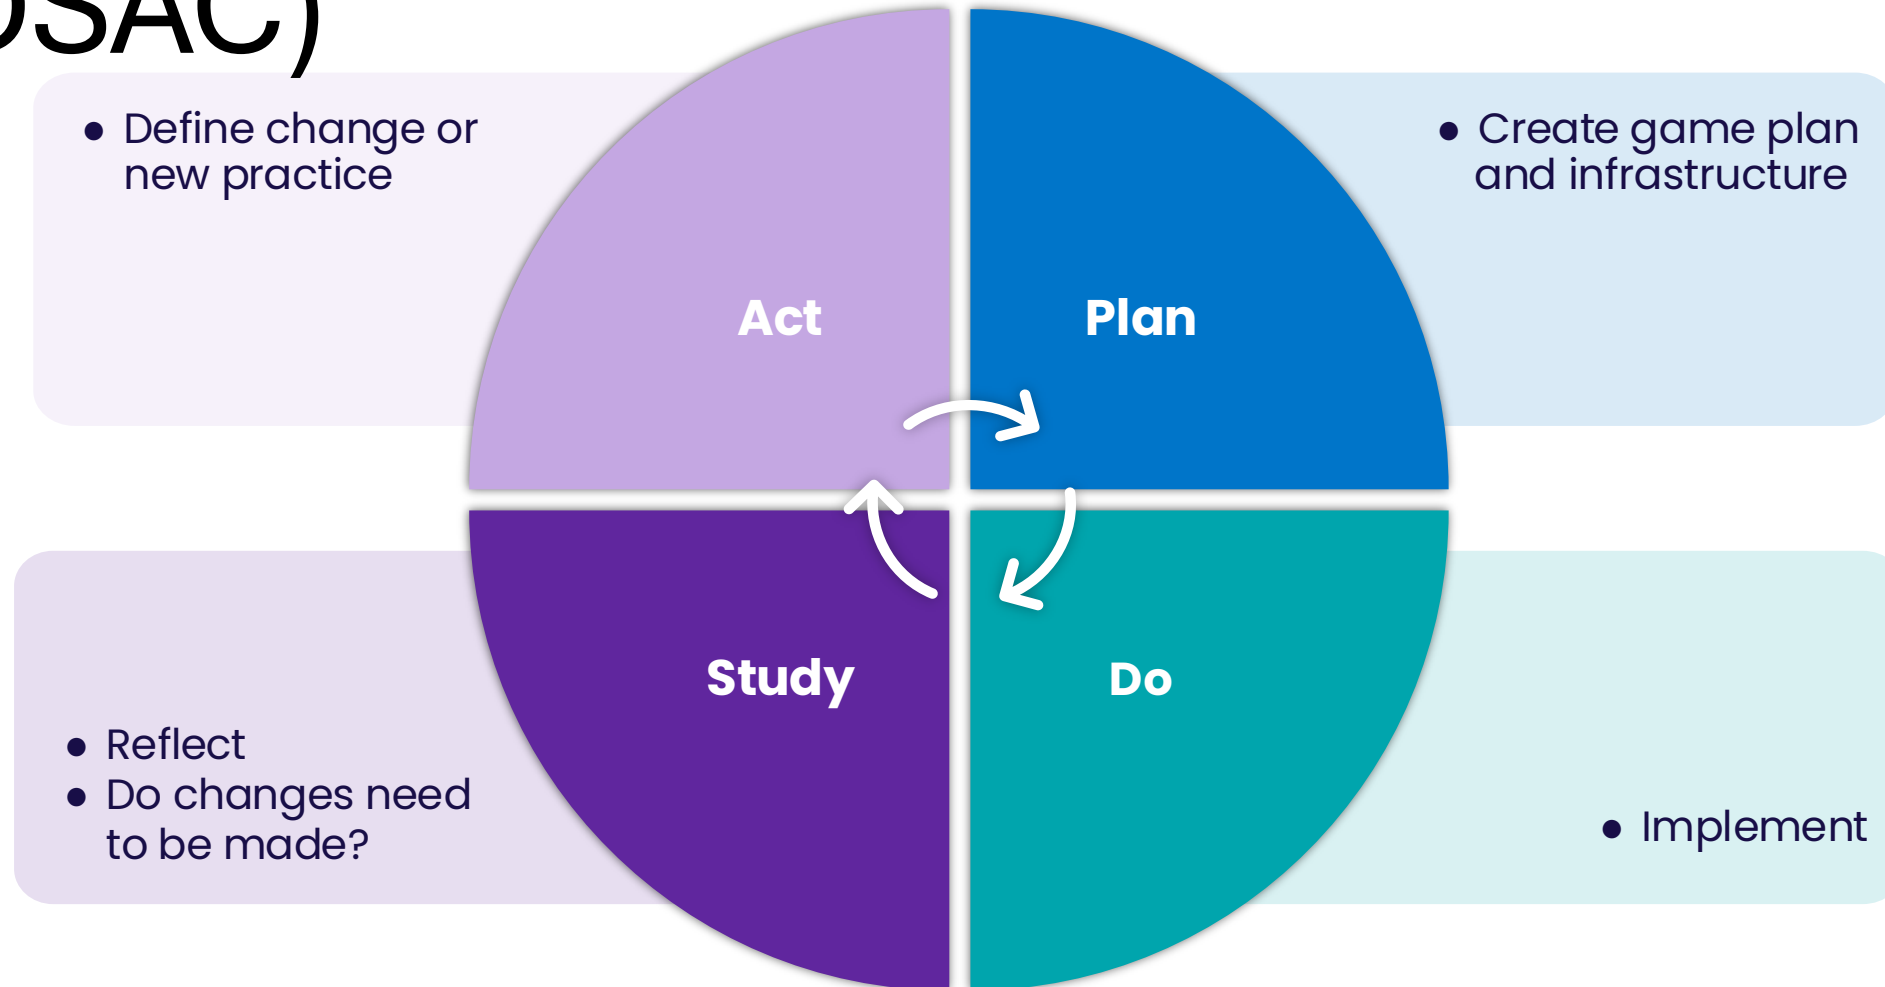 DSAC)
● Define change or
new practice
● Create game plan
and infrastructure
Act
Plan
Study
Do
● Reflect
● Do changes need
to be made?
● Implement